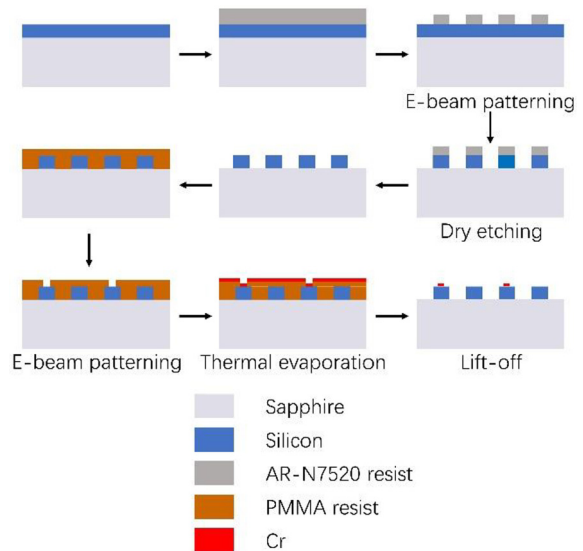 E-beam patterning
Dry etching
E-beam patterning
Thermal evaporation
Lift-off
Sapphire
Silicon
AR-N7520 resist
PMMA resist
Cr